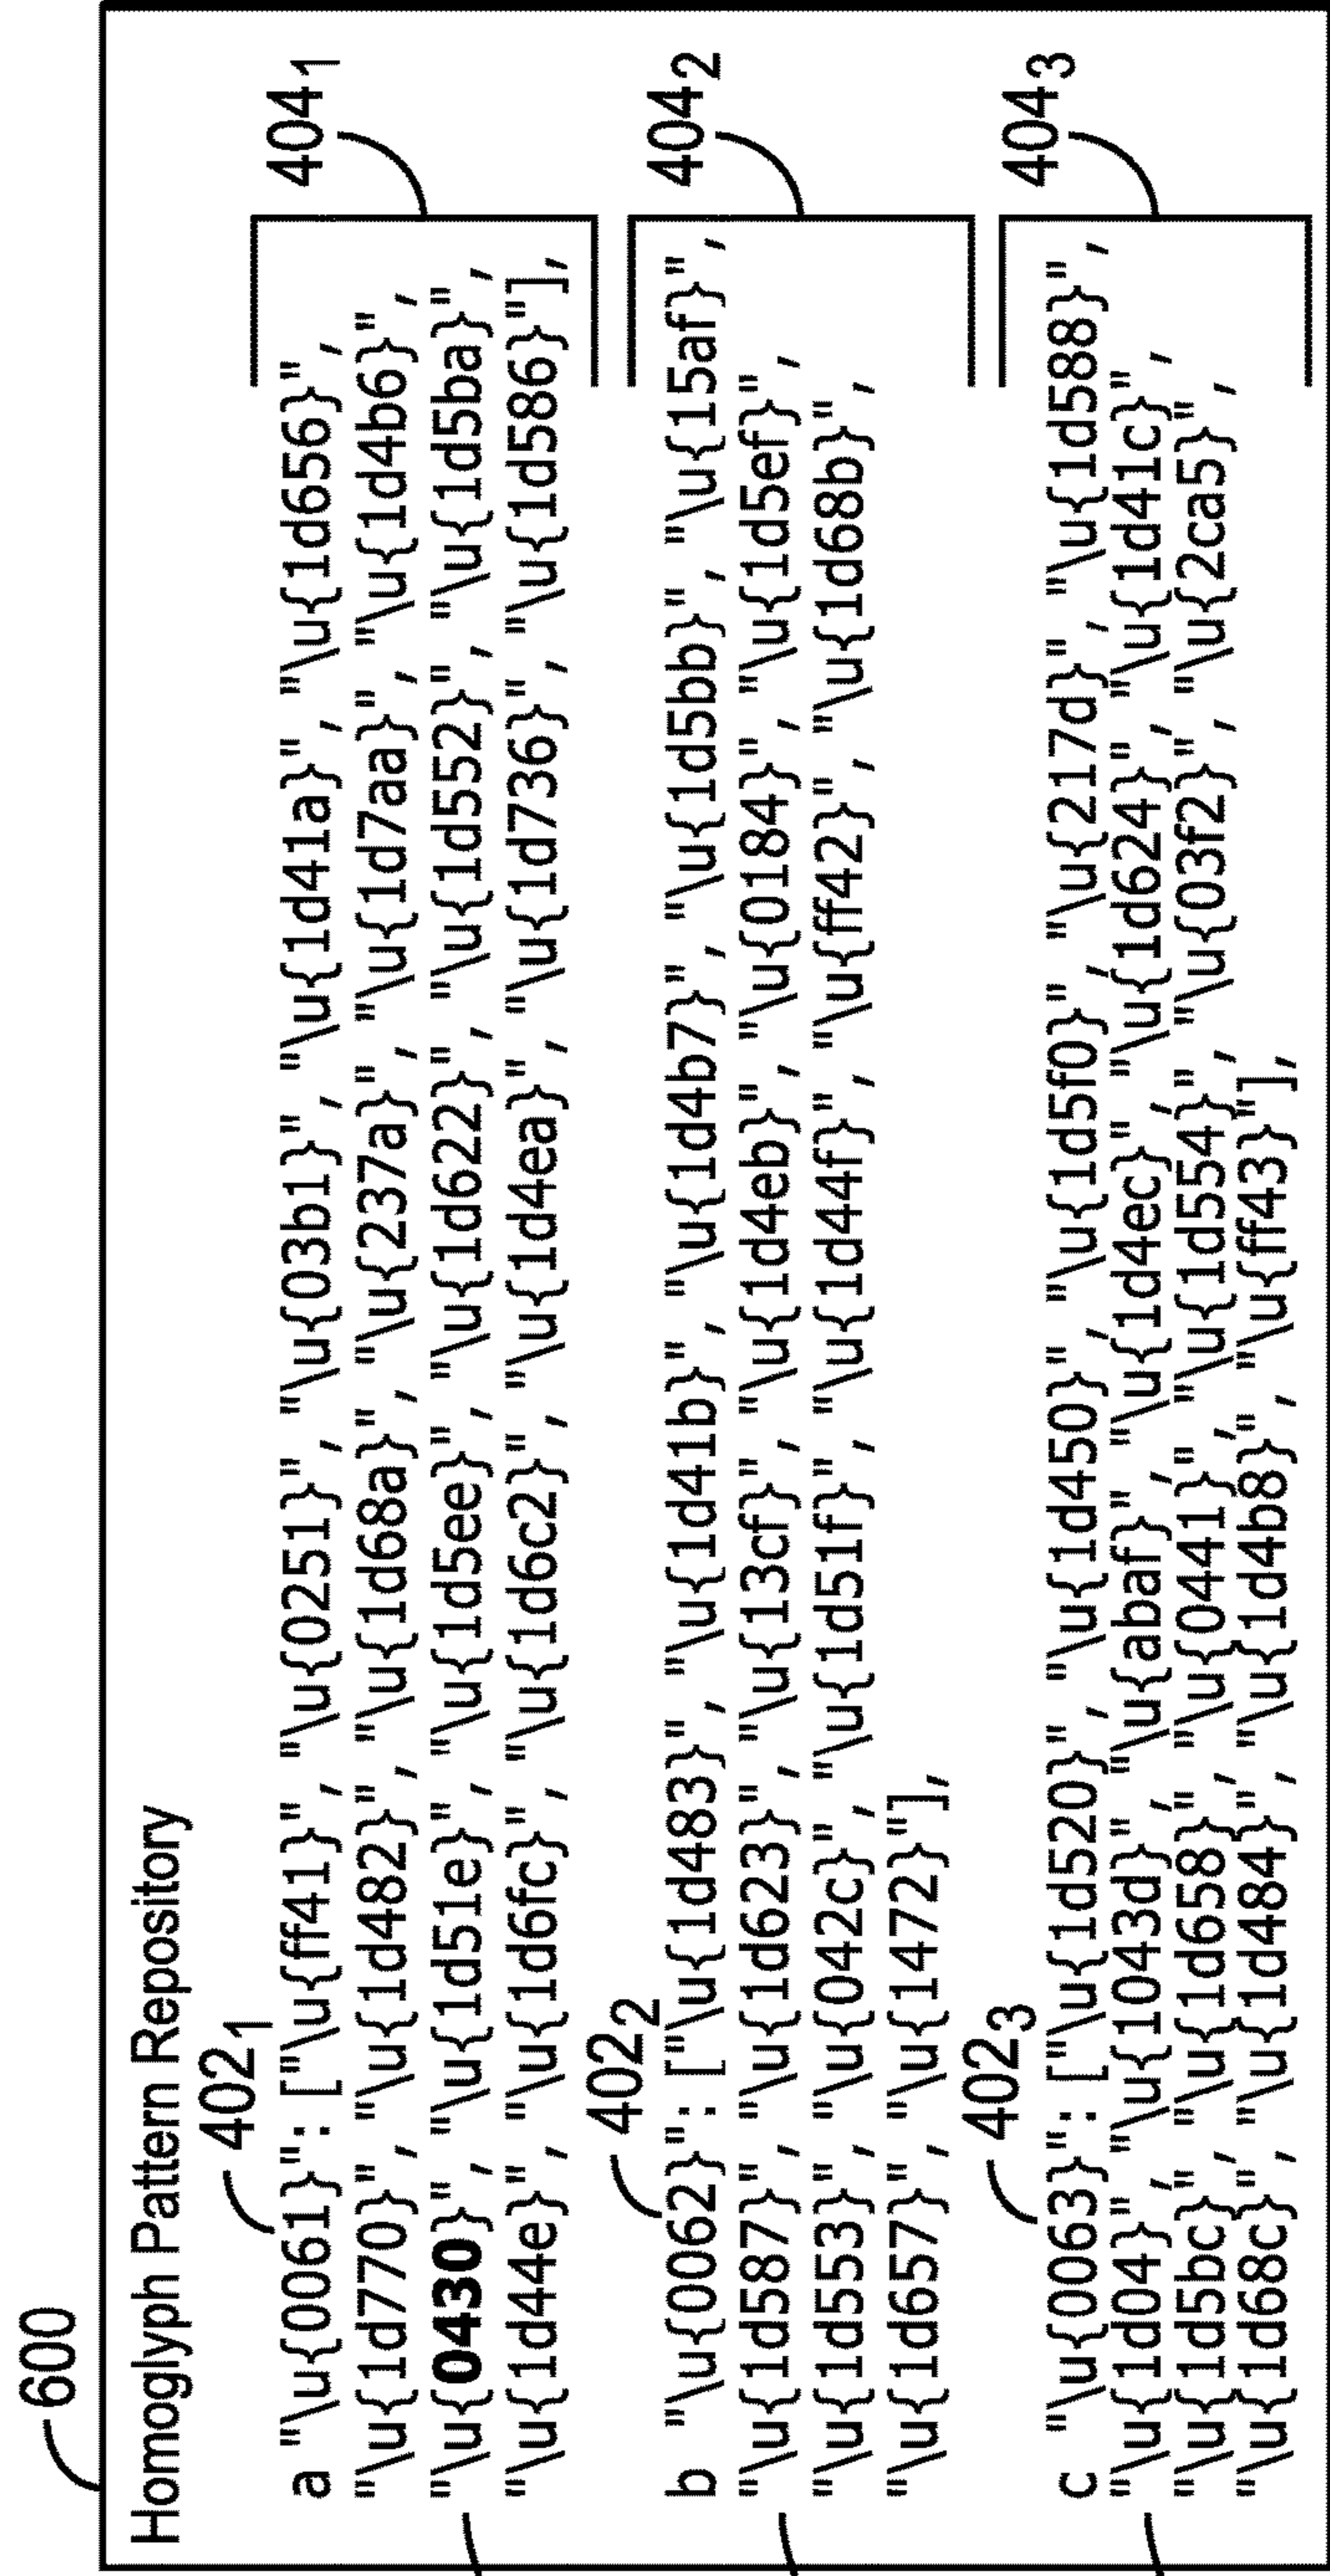 600
Homoglyph Pattern Repository
402₁
a "\u{0061}": ["\u{ff41}", "\u{0251}", "\u{03b1}", "\u{1d41a}", "\u{1d656}",
"\u{1d770}", "\u{1d482}", "\u{1d68a}", "\u{237a}", "\u{1d7aa}", "\u{1d4b6}",
"\u{0430}", "\u{1d51e}", "\u{1d5ee}", "\u{1d622}", "\u{1d552}", "\u{1d5ba}",
"\u{1d44e}", "\u{1d6fc}", "\u{1d6c2}", "\u{1d4ea}", "\u{1d736}", "\u{1d586}"],
404₁
402₂
b "\u{0062}": ["\u{1d483}", "\u{1d41b}", "\u{1d4b7}", "\u{1d5bb}", "\u{15af}",
"\u{1d587}", "\u{1d623}", "\u{13cf}", "\u{1d4eb}", "\u{0184}", "\u{1d5ef}",
"\u{1d553}", "\u{042c}", "\u{1d51f}", "\u{1d44f}", "\u{ff42}", "\u{1d68b}",
"\u{1d657}", "\u{1472}"],
404₂
402₃
c "\u{0063}": ["\u{1d520}", "\u{1d450}", "\u{1d5f0}", "\u{217d}", "\u{1d588}",
"\u{1d04}", "\u{1043d}", "\u{abaf}", "\u{1d4ec}", "\u{1d624}", "\u{1d41c}",
"\u{1d5bc}", "\u{1d658}", "\u{0441}", "\u{1d554}", "\u{03f2}", "\u{2ca5}",
"\u{1d68c}", "\u{1d484}", "\u{1d4b8}", "\u{ff43}"],
404₃